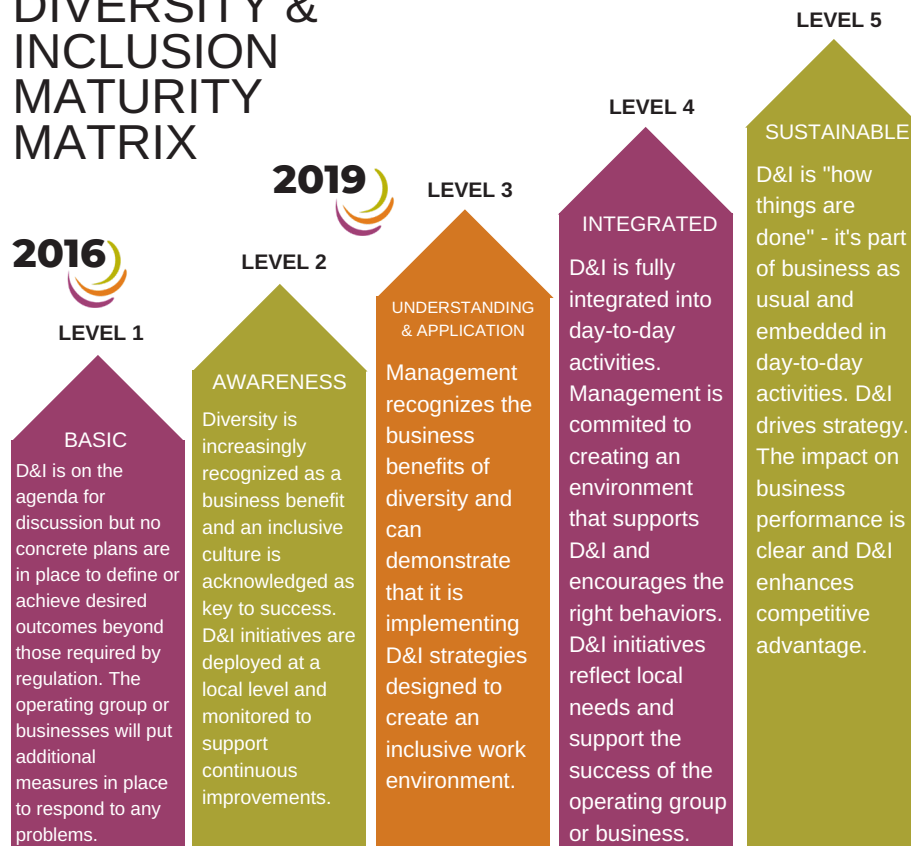 DIVERSITY &
INCLUSION
MATURITY
MATRIX
2016
LEVEL 1
BASIC
D&I is on the
agenda for
discussion but no
concrete plans are
in place to define or
achieve desired
outcomes beyond
those required by
regulation. The
operating group or
businesses will put
additional
measures in place
to respond to any
problems.
LEVEL 2
AWARENESS
Diversity is
increasingly
recognized as a
business benefit
and an inclusive
culture is
acknowledged as
key to success.
D&I initiatives are
deployed at a
local level and
monitored to
support
continuous
improvements.
2019
LEVEL 3
UNDERSTANDING
& APPLICATION
Management
recognizes the
business
benefits of
diversity and
can
demonstrate
that it is
implementing
D&I strategies
designed to
create an
inclusive work
environment.
LEVEL 4
INTEGRATED
D&I is fully
integrated into
day-to-day
activities.
Management is
commited to
creating an
environment
that supports
D&I and
encourages the
right behaviors.
D&I initiatives
reflect local
needs and
support the
success of the
operating group
or business.
LEVEL 5
SUSTAINABLE
D&I is "how
things are
done" - it's part
of business as
usual and
embedded in
day-to-day
activities. D&I
drives strategy.
The impact on
business
performance is
clear and D&I
enhances
competitive
advantage.